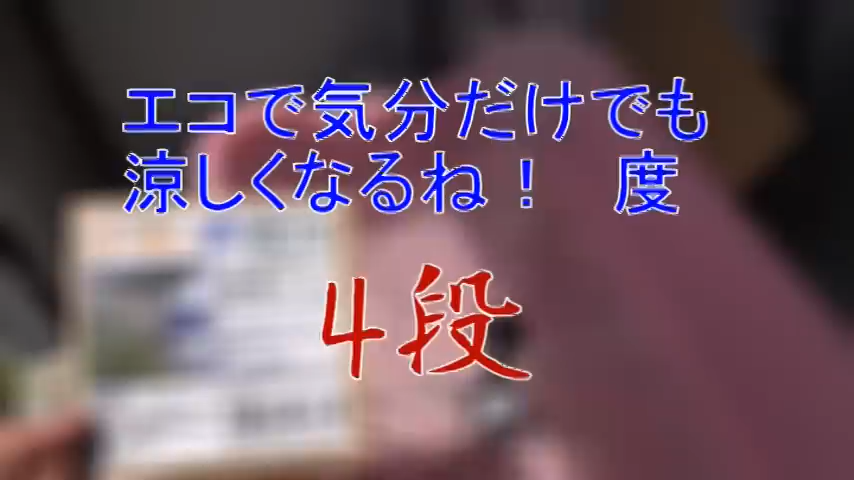 エコで気分だけでも
涼しくなるね！　度
４段